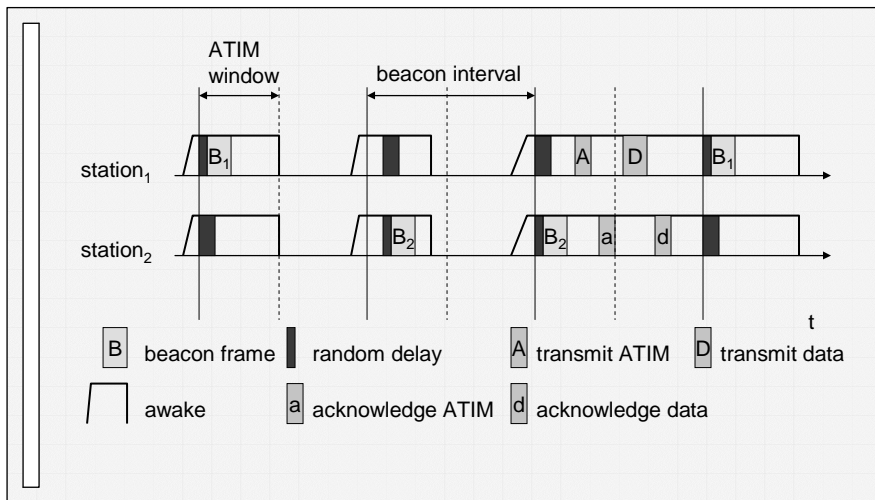 ATIM
window
beacon interval
station1
B1
B1
A
D
station2
B2
B2
a
d
t
B beacon frame
random delay
A transmit ATIM
D transmit data
awake
a acknowledge ATIM
d acknowledge data